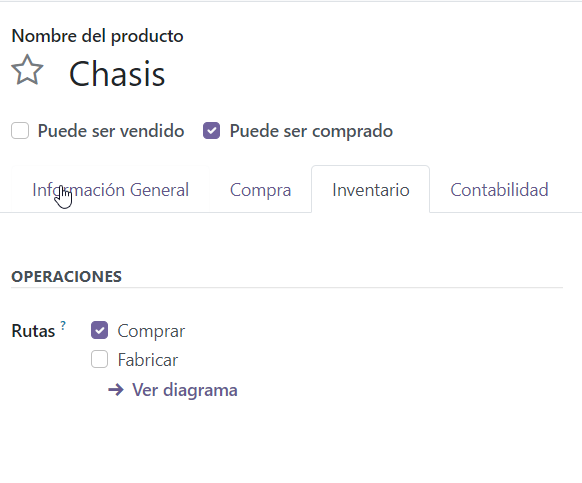 Nombre del producto
Chasis
Puede ser vendido Puede ser comprado
Información General Compra Inventario Contabilidad
OPERACIONES
Rutas ? Comprar
Fabricar
→ Ver diagrama